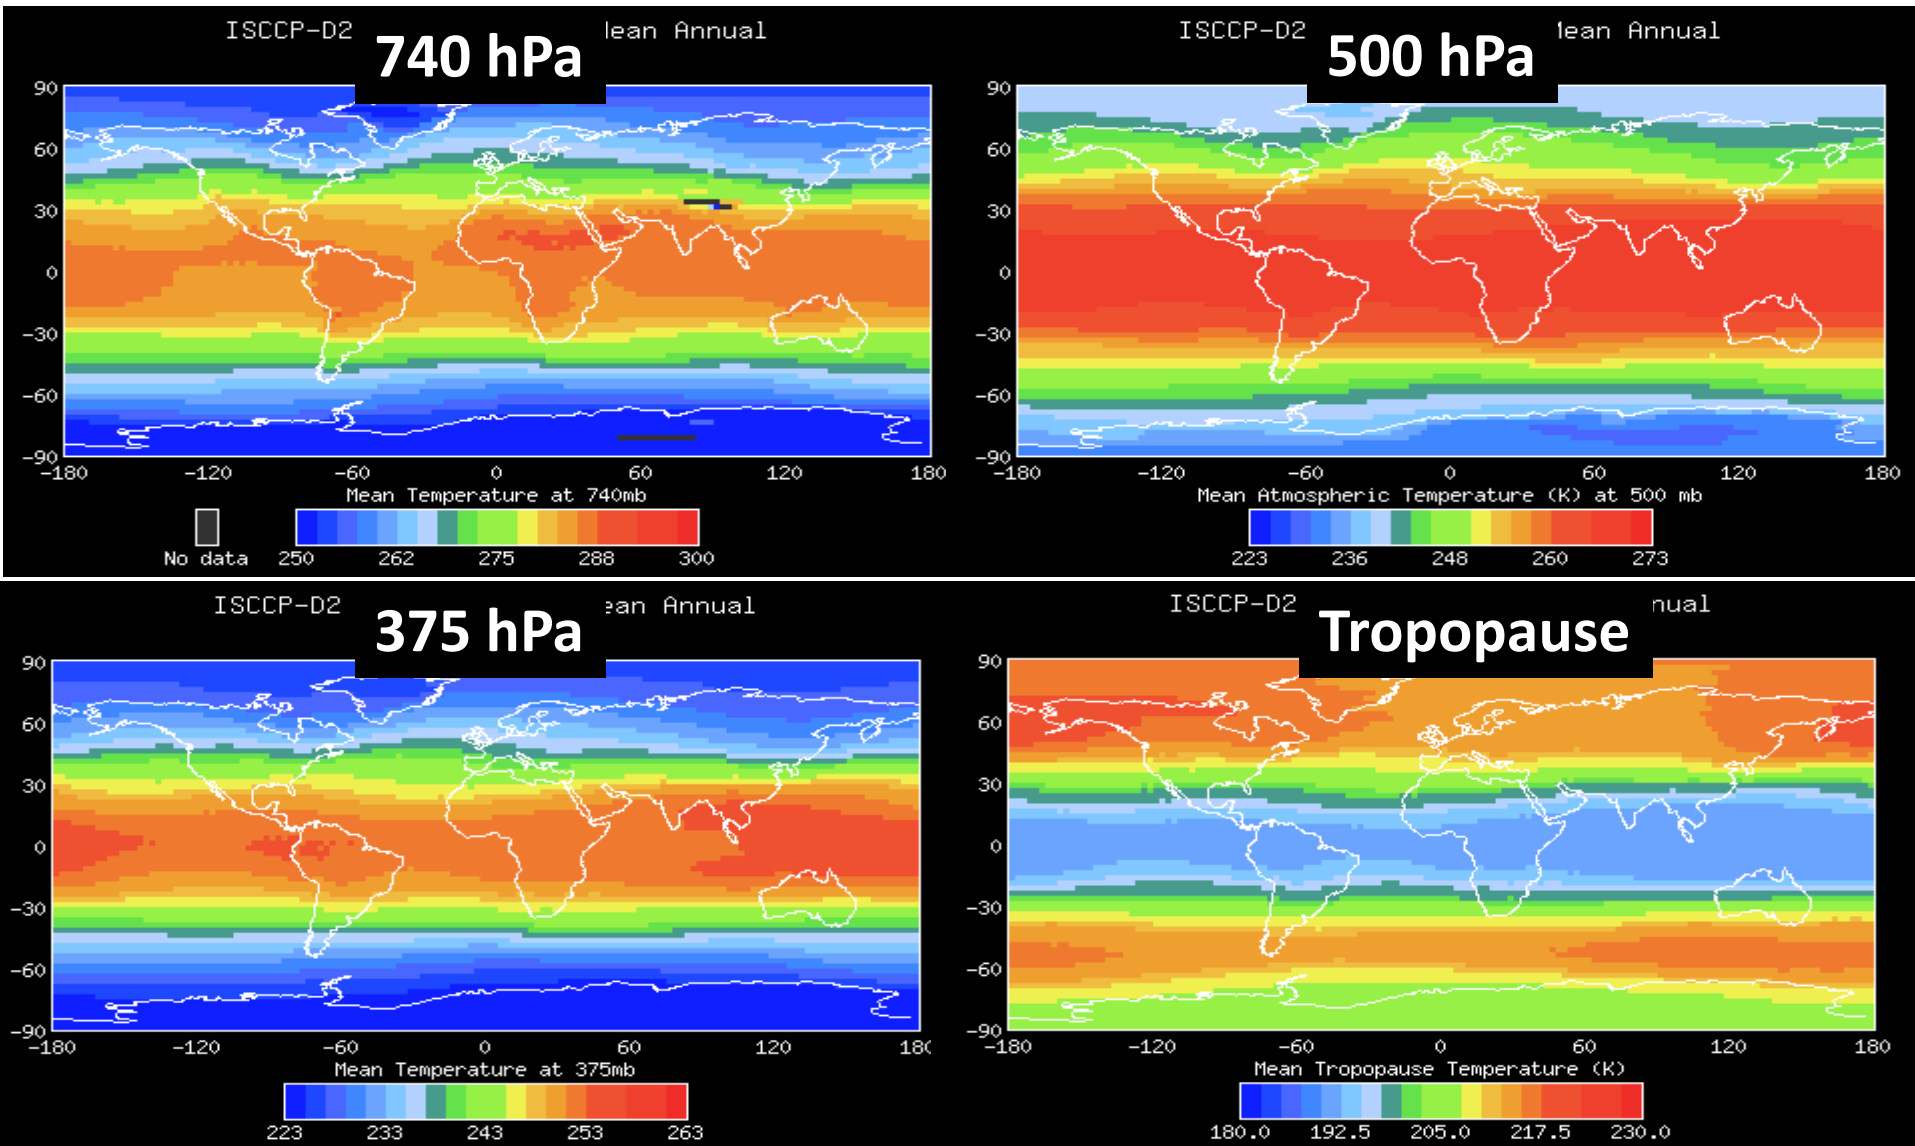 ISCCP-D2 740 hPa ean Annual
90
60
30
0
-30
-60
-90
-180 -120 -60 0 60 120 180
Mean Temperature at 740mb
No data 250 262 275 288 300
ISCCP-D2 500 hPa ean Annual
90
60
30
0
-30
-60
-90
-180 -120 -60 0 60 120 180
Mean Atmospheric Temperature (K) at 500 mb
223 236 248 260 273
ISCCP-D2 375 hPa ean Annual
90
60
30
0
-30
-60
-90
-180 -120 -60 0 60 120 180
Mean Temperature at 375mb
223 233 243 253 263
ISCCP-D2 Tropopause nual
90
60
30
0
-30
-60
-90
-180 -120 -60 0 60 120 180
Mean Tropopause Temperature (K)
180.0 192.5 205.0 217.5 230.0